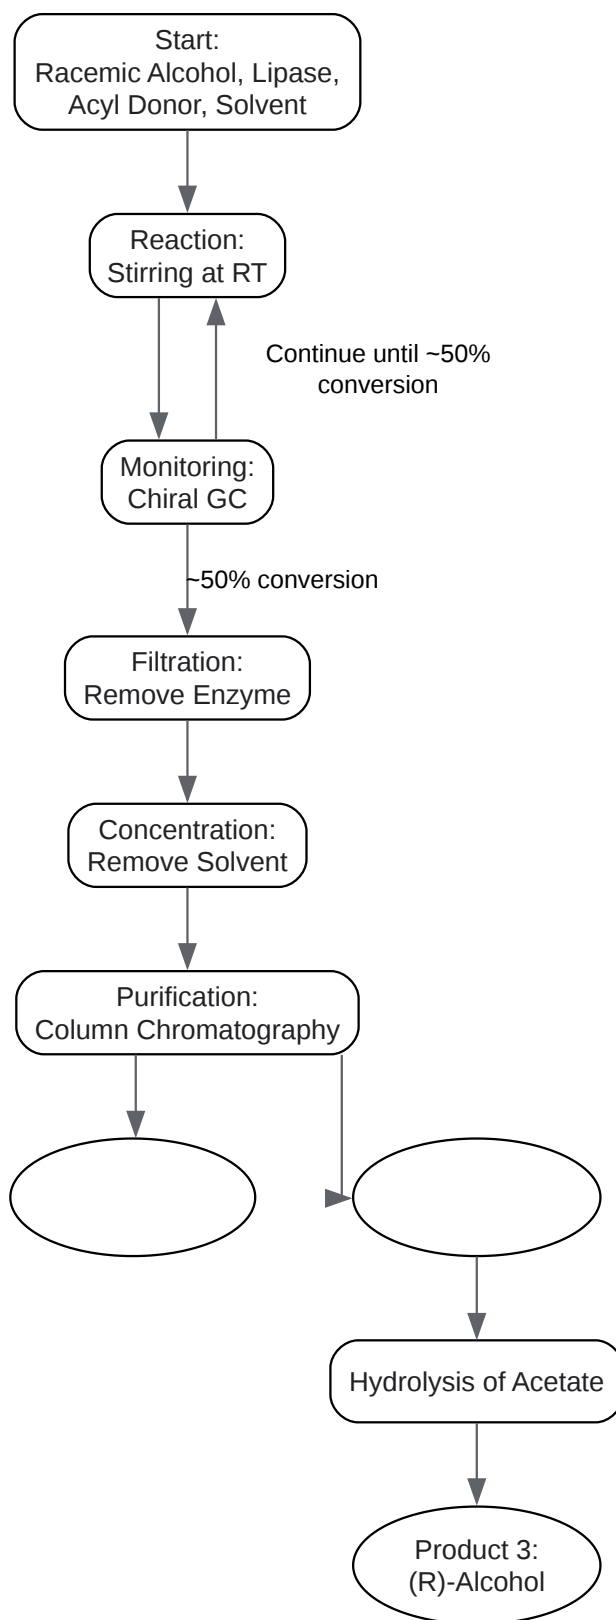 Start:
Racemic Alcohol, Lipase,
Acyl Donor, Solvent
Reaction:
Stirring at RT
Continue until ~50%
conversion
Monitoring:
Chiral GC
~50% conversion
Filtration:
Remove Enzyme
Concentration:
Remove Solvent
Purification:
Column Chromatography
Hydrolysis of Acetate
Product 3:
(R)-Alcohol